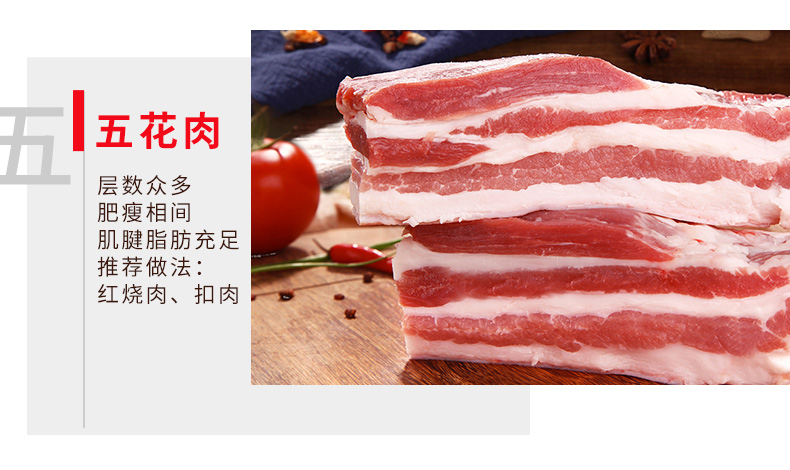 五
五花肉
层数众多
肥瘦相间
肌腱脂肪充足
推荐做法：
红烧肉、扣肉